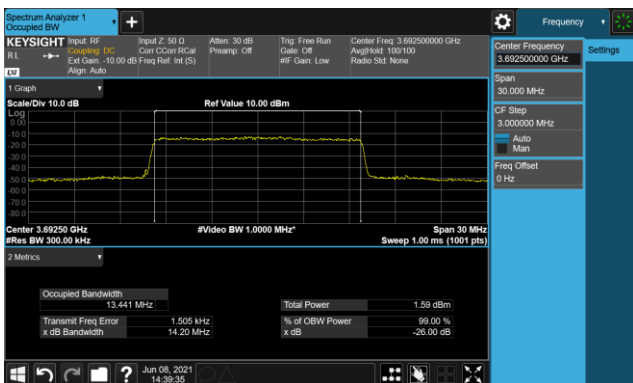 Spectrum Analyzer 1
Occupied BW
Frequency
KEYSIGHT
Input: RF
Coupling: DC
Ext Gain: -10.00 dB
Align: Auto
Input Z: 50 Ω
Corr CCorr RCal
Freq Ref: Int (S)
Atten: 30 dB
Preamp: Off
Trig: Free Run
Gate: Off
#IF Gain: Low
Center Freq: 3.692500000 GHz
Avg|Hold: 100/100
Radio Std: None
R L
LXI
Center Frequency
3.692500000 GHz
Settings
Span
30.000 MHz
CF Step
3.000000 MHz
Auto
Man
Freq Offset
0 Hz
1 Graph
Scale/Div 10.0 dB
Ref Value 10.00 dBm
Log
0.00
-10.0
-20.0
-30.0
-40.0
-50.0
-60.0
-70.0
-80.0
Center 3.69250 GHz
#Video BW 1.0000 MHz*
Span 30 MHz
#Res BW 300.00 kHz
Sweep 1.00 ms (1001 pts)
2 Metrics
Occupied Bandwidth
13.441 MHz
Total Power 1.59 dBm
Transmit Freq Error 1.505 kHz
% of OBW Power 99.00 %
x dB Bandwidth 14.20 MHz
x dB -26.00 dB
?
Jun 08, 2021
14:39:35